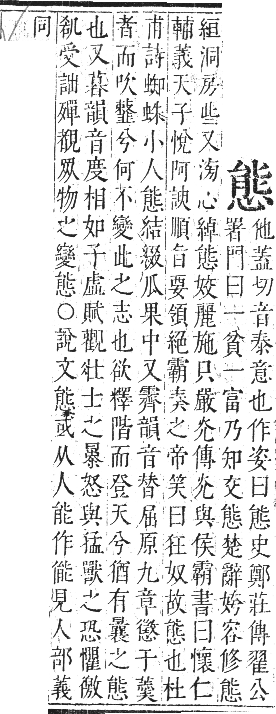 態
他蓋切音泰意也作姿曰態史鄭莊傳翟公
署門曰一貧一富乃知交態楚辭姱容修態
絙洞房些又滂心綽態姣麗施只嚴光傳光與侯霸書曰懷仁
輔義天子悅阿諛順旨要領絕霸奏之帝笑曰狂奴故態也杜
甫詩蜘蛛小人態結綴瓜果中又霽韻音替屈原九章懲于羹
者而吹韲兮何不變此之志也欲釋階而登天兮猶有曩之態
也又暮韻音度相如子虛賦觀壯士之暴怒與猛獸之恐懼徼
受詘殫覩眾物之變態○說文態或从人能作能見人部義
同